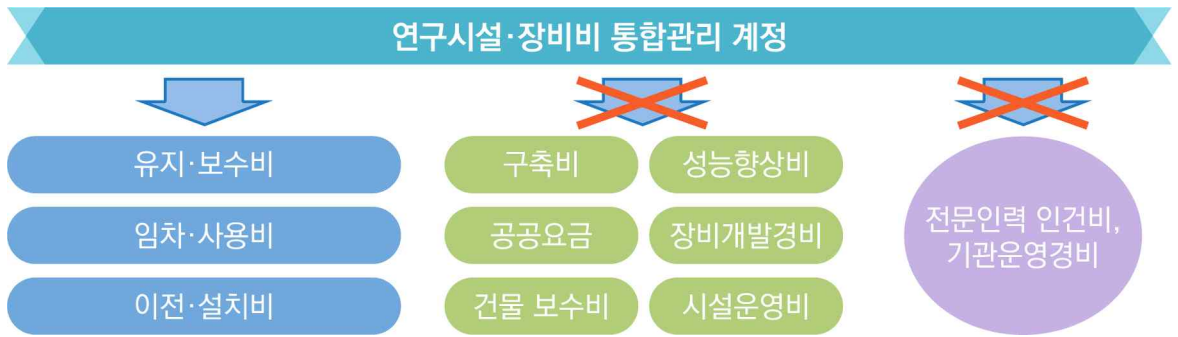 연구시설·장비비 통합관리 계정
유지·보수비
임차·사용비
이전·설치비
구축비
성능향상비
공공요금
장비개발경비
건물 보수비
시설운영비
전문인력 인건비,
기관운영경비